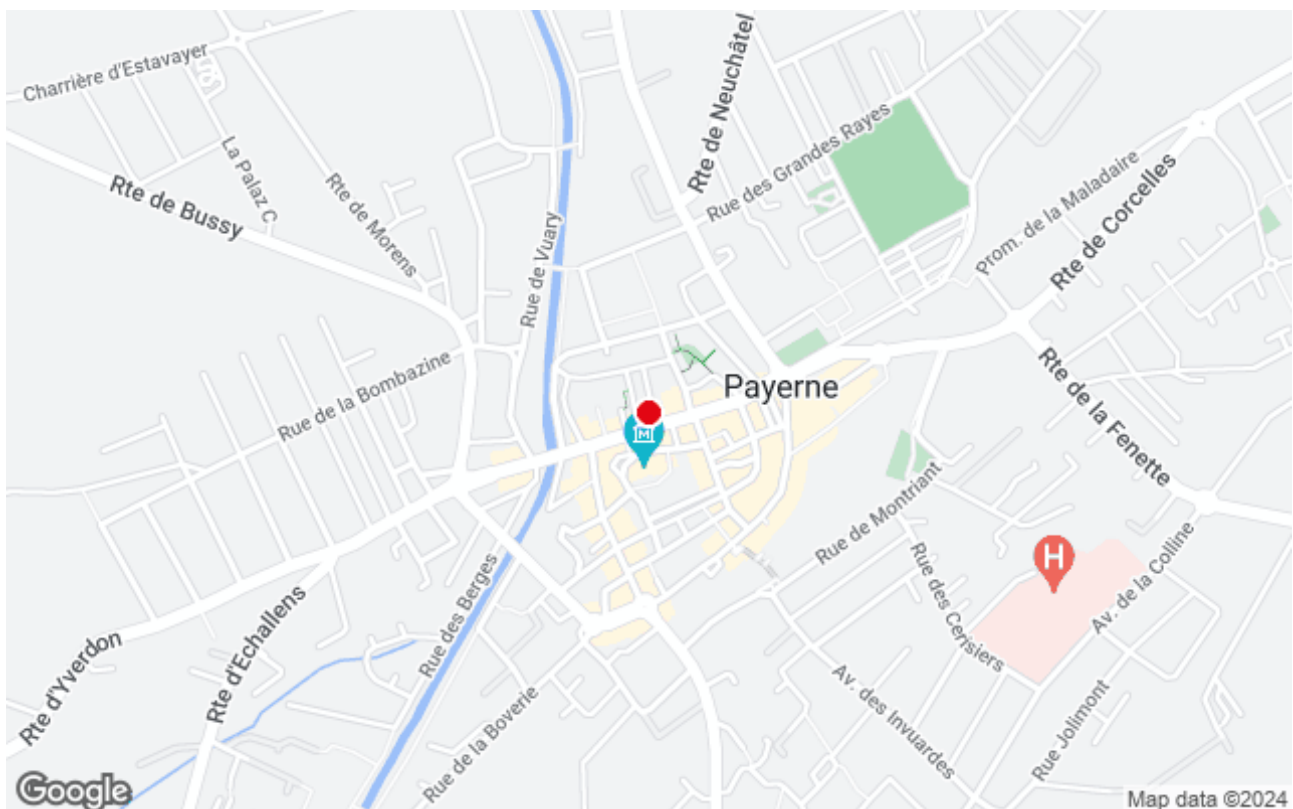 Charrière d'Estavayer
La Palaz C
Rte de Bussy
Rte de Morens
Rue de Vuary
Rte de Neuchâtel
Rue des Grandes Rayes
Prom. de la Maladaire
Rte de Corcelles
Rue de la Bombazine
Payerne
M
Rte de la Fenette
Rue de Montriant
H
Rue des Cerisiers
Av. de la Colline
Rue des Berges
Rte d'Echallens
Rte d'Yverdon
Rue de la Boverie
Av. des Invuardes
Rue Jolimont
Google
Map data ©2024